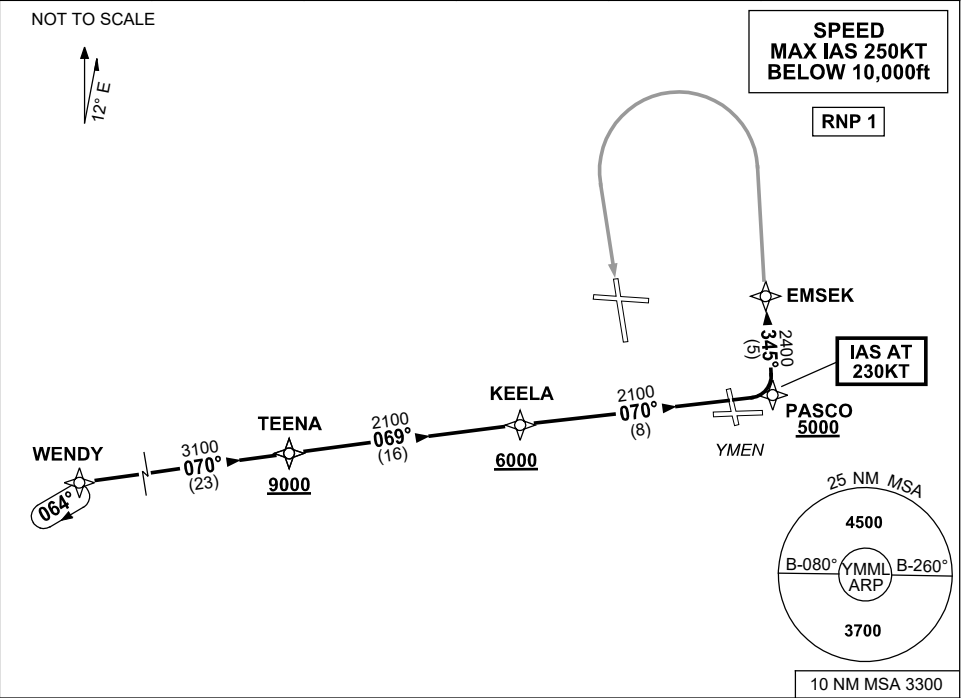 NOT TO SCALE
12° E
SPEED
MAX IAS 250KT
BELOW 10,000ft
RNP 1
EMSEK
2400
345°
(5)
IAS AT
230KT
PASCO
5000
YMEN
KEELA
6000
2100
070°
(8)
TEENA
9000
2100
069°
(16)
WENDY
064°
3100
070°
(23)
25 NM MSA
4500
B-080°
YMML
ARP
B-260°
3700
10 NM MSA 3300